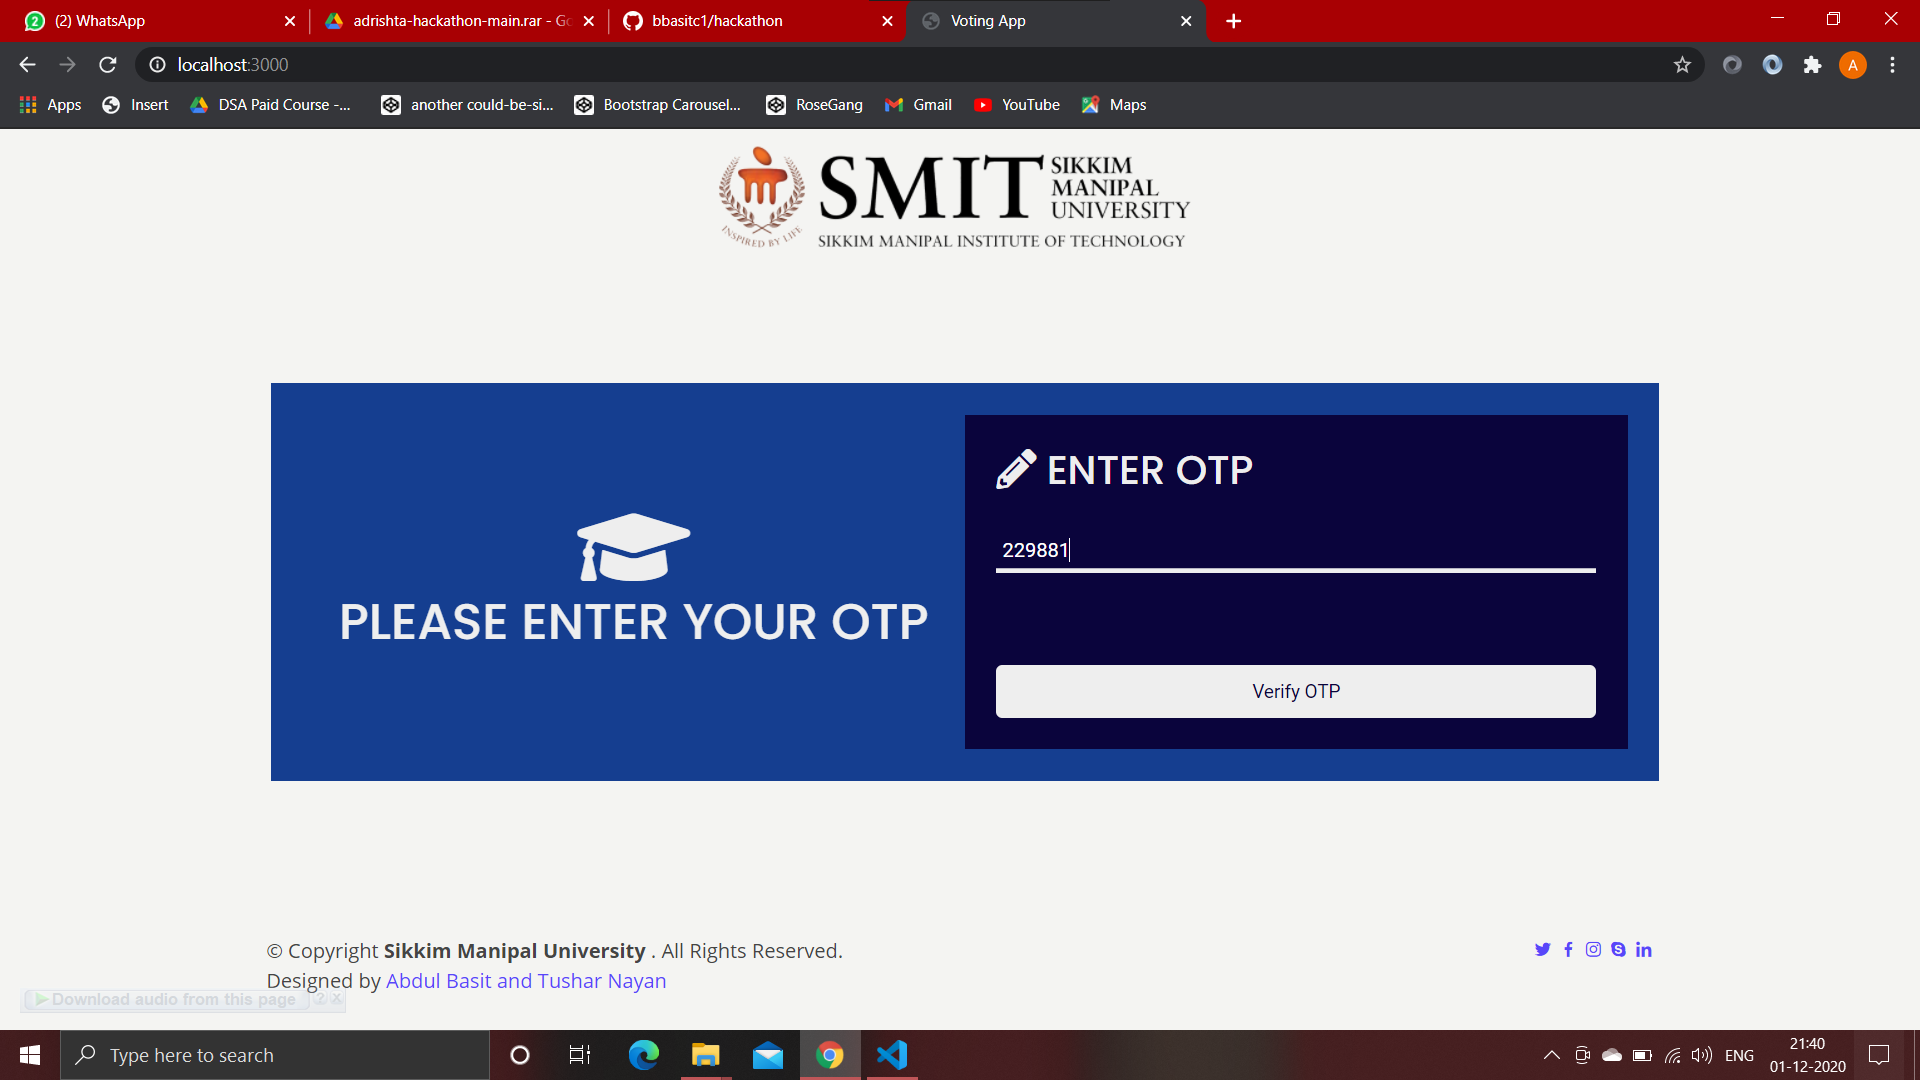 (2) WhatsApp
adrishta-hackathon-main.rar - Go
bbasitc1/hackathon
Voting App
localhost:3000
A
Apps
Insert
DSA Paid Course -...
another could-be-si...
Bootstrap Carousel...
RoseGang
Gmail
YouTube
Maps
SMIT
SIKKIM
MANIPAL
UNIVERSITY
INSPIRED BY LIFE
SIKKIM MANIPAL INSTITUTE OF TECHNOLOGY
ENTER OTP
229881
PLEASE ENTER YOUR OTP
Verify OTP
© Copyright Sikkim Manipal University . All Rights Reserved.
Designed by Abdul Basit and Tushar Nayan
Download audio from this page ? X
Type here to search
ENG
21:40
01-12-2020